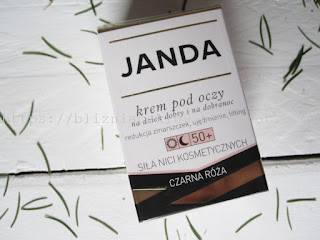 JANDA
krem pod oczy
na dzień dobry i na dobranoc
redukcja zmarszczek, ujędrnianie, lifting
50+
SIŁA NICI KOSMETYCZNYCH
CZARNA RÓŻA